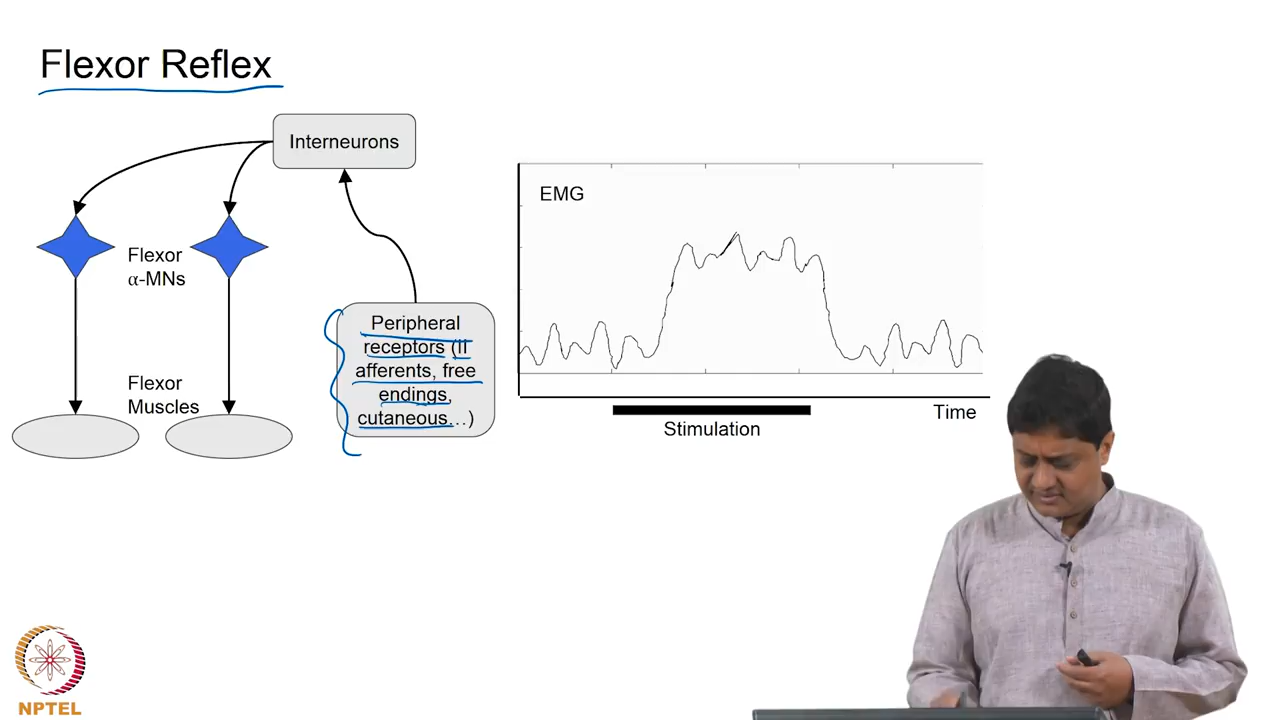 Flexor Reflex
Interneurons
Flexor
α-MNs
Peripheral
receptors (II
afferents, free
endings,
cutaneous...)
Flexor
Muscles
EMG
Time
Stimulation
NPTEL